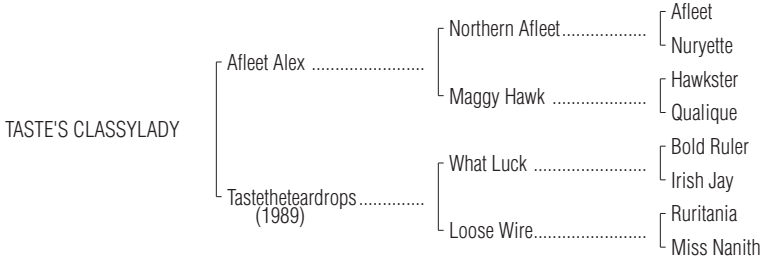 Afleet
Northern Afleet..................
Nuryette
Afleet Alex ........................
Hawkster
Maggy Hawk ....................
Qualique
TASTE'S CLASSYLADY
Bold Ruler
What Luck ........................
Irish Jay
Tastetheteardrops..............
(1989)
Ruritania
Loose Wire........................
Miss Nanith